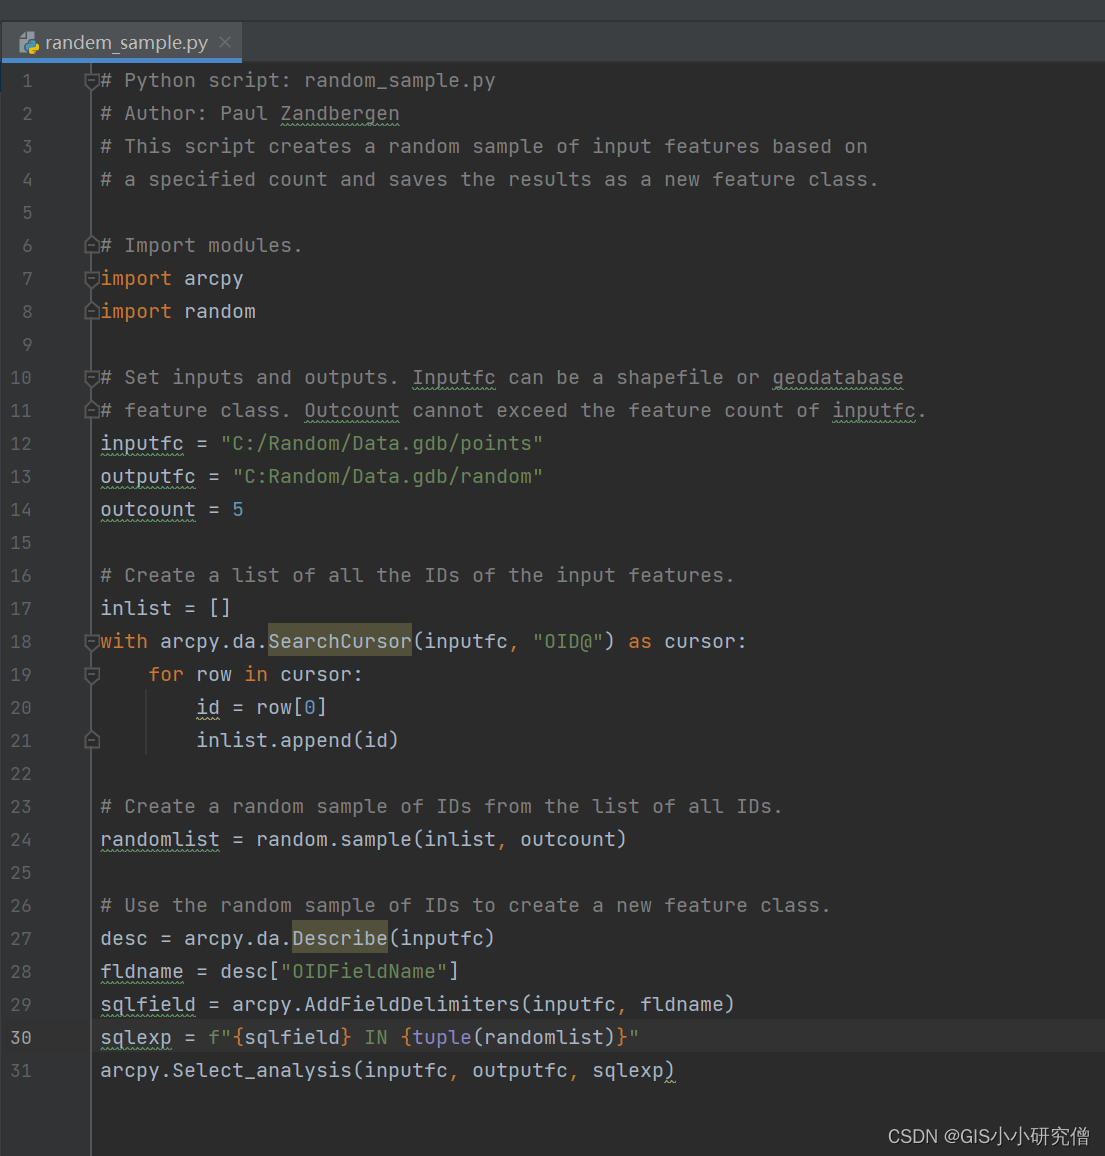 randem_sample.py
1 # Python script: random_sample.py
2 # Author: Paul Zandbergen
3 # This script creates a random sample of input features based on
4 # a specified count and saves the results as a new feature class.
5
6 # Import modules.
7 import arcpy
8 import random
9
10 # Set inputs and outputs. Inputfc can be a shapefile or geodatabase
11 # feature class. Outcount cannot exceed the feature count of inputfc.
12 inputfc = "C:/Random/Data.gdb/points"
13 outputfc = "C:Random/Data.gdb/random"
14 outcount = 5
15
16 # Create a list of all the IDs of the input features.
17 inlist = []
18 with arcpy.da.SearchCursor(inputfc, "OID@") as cursor:
19     for row in cursor:
20         id = row[0]
21         inlist.append(id)
22
23 # Create a random sample of IDs from the list of all IDs.
24 randomlist = random.sample(inlist, outcount)
25
26 # Use the random sample of IDs to create a new feature class.
27 desc = arcpy.da.Describe(inputfc)
28 fldname = desc["OIDFieldName"]
29 sqlfield = arcpy.AddFieldDelimiters(inputfc, fldname)
30 sqlexp = f"{sqlfield} IN {tuple(randomlist)}"
31 arcpy.Select_analysis(inputfc, outputfc, sqlexp)
CSDN @GIS小小研究僧